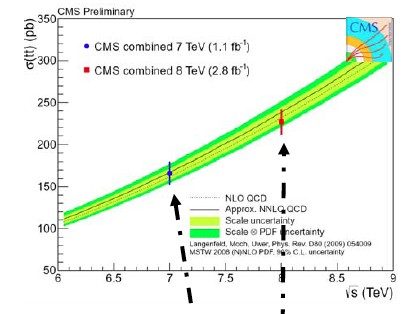 CMS Preliminary
CMS
σ(tt) (pb)
350
300
250
200
150
100
50
CMS combined 7 TeV (1.1 fb⁻¹)
CMS combined 8 TeV (2.8 fb⁻¹)
NLO QCD
Approx. NNLO QCD
Scale uncertainty
Scale ⊗ PDF uncertainty
Langenfeld, Moch, Uwer, Phys. Rev. D80 (2009) 054009
MSTW 2008 (N)NLO PDF, 90% C.L. uncertainty
6 6.5 7 7.5 8 8.5 9
√s (TeV)